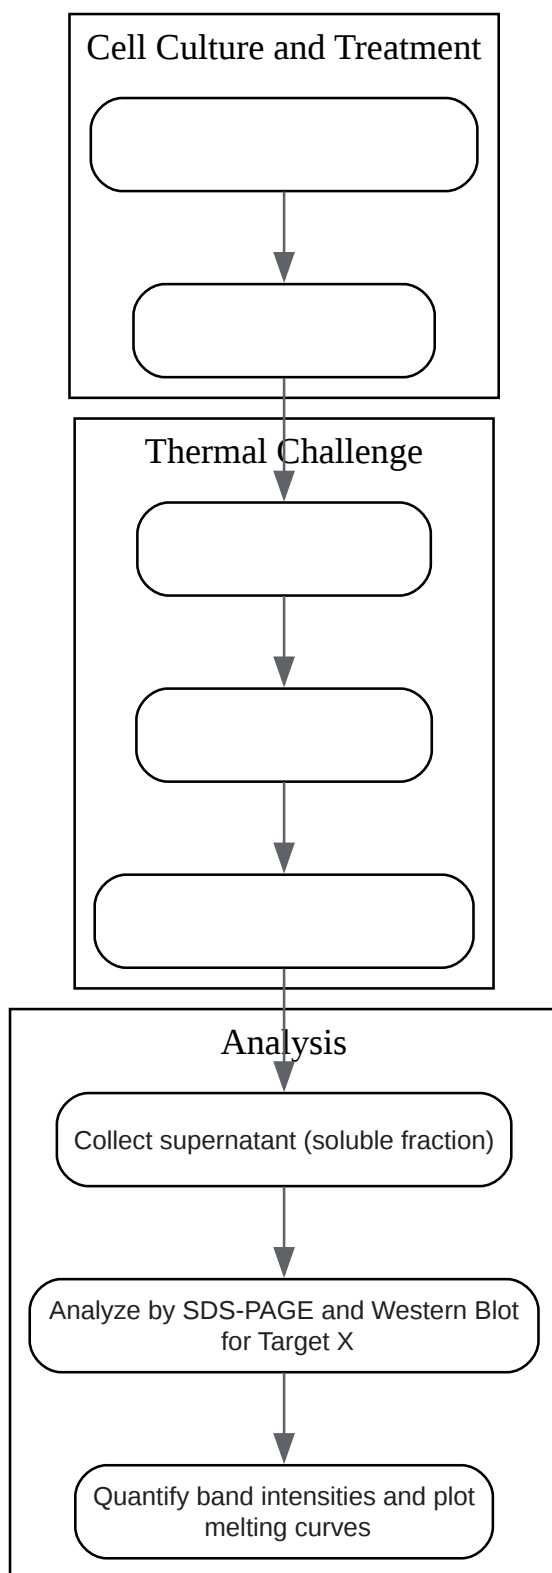 Cell Culture and Treatment
Thermal Challenge
Analysis
Collect supernatant (soluble fraction)
Analyze by SDS-PAGE and Western Blot
for Target X
Quantify band intensities and plot
melting curves